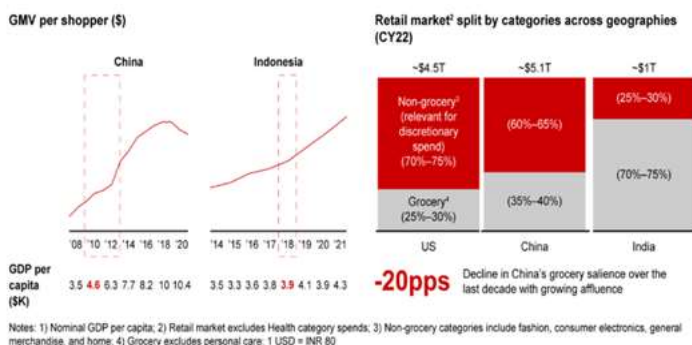 GMV per shopper ($)
China
Indonesia
'08 '10 '12 '14 '16 '18 '20
'14 '15 '16 '17 '18 '19 '20 '21
GDP per
capita
($K)
3.5 4.6 6.3 7.7 8.2 10 10.4
3.5 3.3 3.6 3.8 3.9 4.1 3.9 4.3
Retail market² split by categories across geographies
(CY22)
~$4.5T ~$5.1T ~$1T
Non-grocery³
(relevant for
discretionary
spend)
(70%–75%)
Grocery⁴
(25%–30%)
(60%–65%)
(35%–40%)
(25%–30%)
(70%–75%)
US China India
-20pps
Decline in China's grocery salience over the
last decade with growing affluence
Notes: 1) Nominal GDP per capita; 2) Retail market excludes Health category spends; 3) Non-grocery categories include fashion, consumer electronics, general
merchandise, and home; 4) Grocery excludes personal care; 1 USD = INR 80